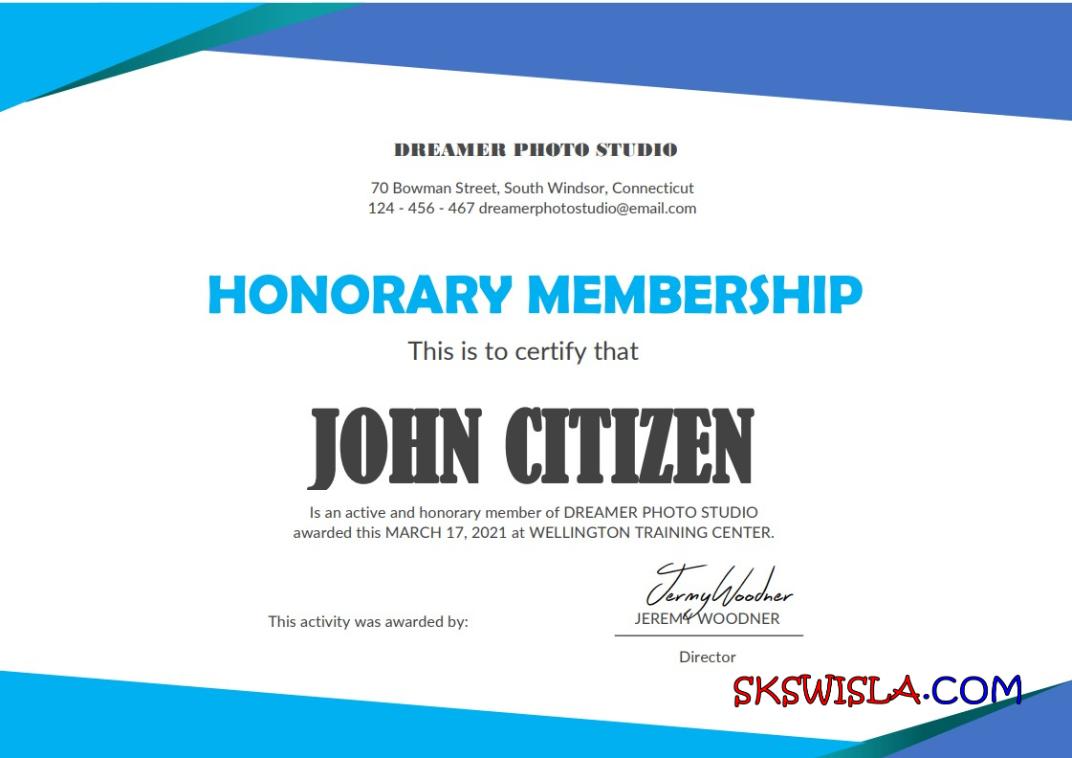 DREAMER PHOTO STUDIO
70 Bowman Street, South Windsor, Connecticut
124 - 456 - 467 dreamerphotostudio@email.com
HONORARY MEMBERSHIP
This is to certify that
JOHN CITIZEN
Is an active and honorary member of DREAMER PHOTO STUDIO
awarded this MARCH 17, 2021 at WELLINGTON TRAINING CENTER.
JermyWoodner
This activity was awarded by:
JEREMY WOODNER
Director
SKSWISLA.COM